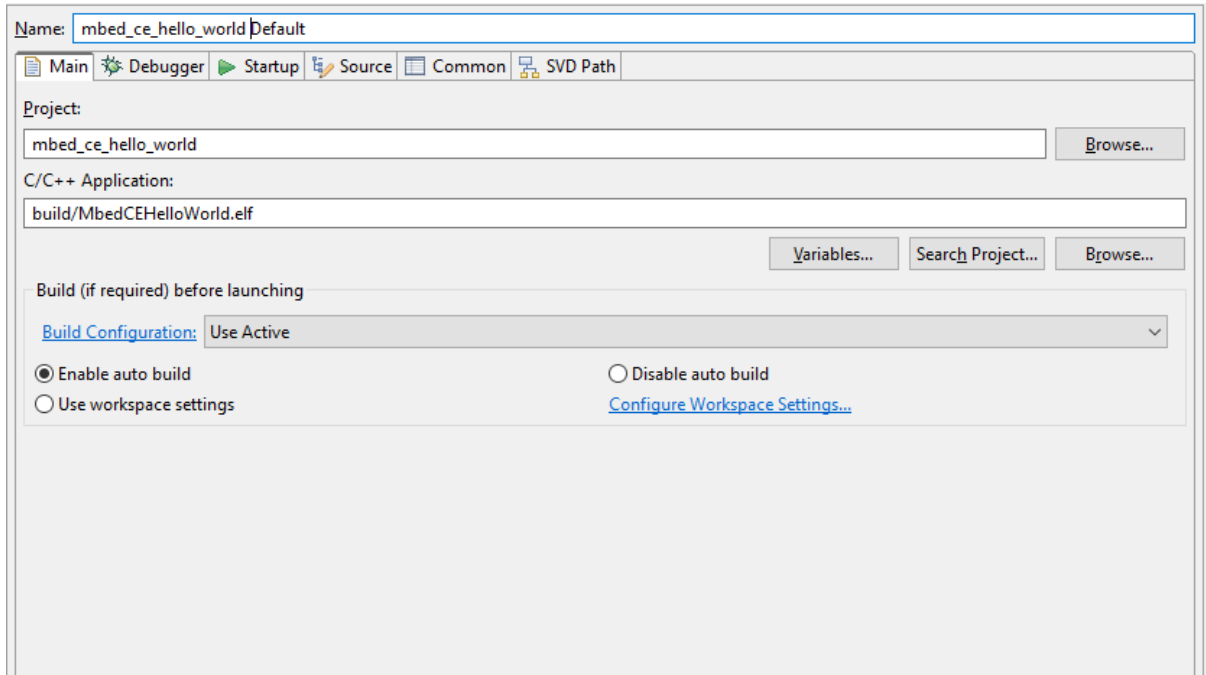 Name: mbed_ce_hello_world Default
Main Debugger Startup Source Common SVD Path
Project:
mbed_ce_hello_world Browse...
C/C++ Application:
build/MbedCEHelloWorld.elf
Variables... Search Project... Browse...
Build (if required) before launching
Build Configuration: Use Active
Enable auto build Disable auto build
Use workspace settings Configure Workspace Settings...